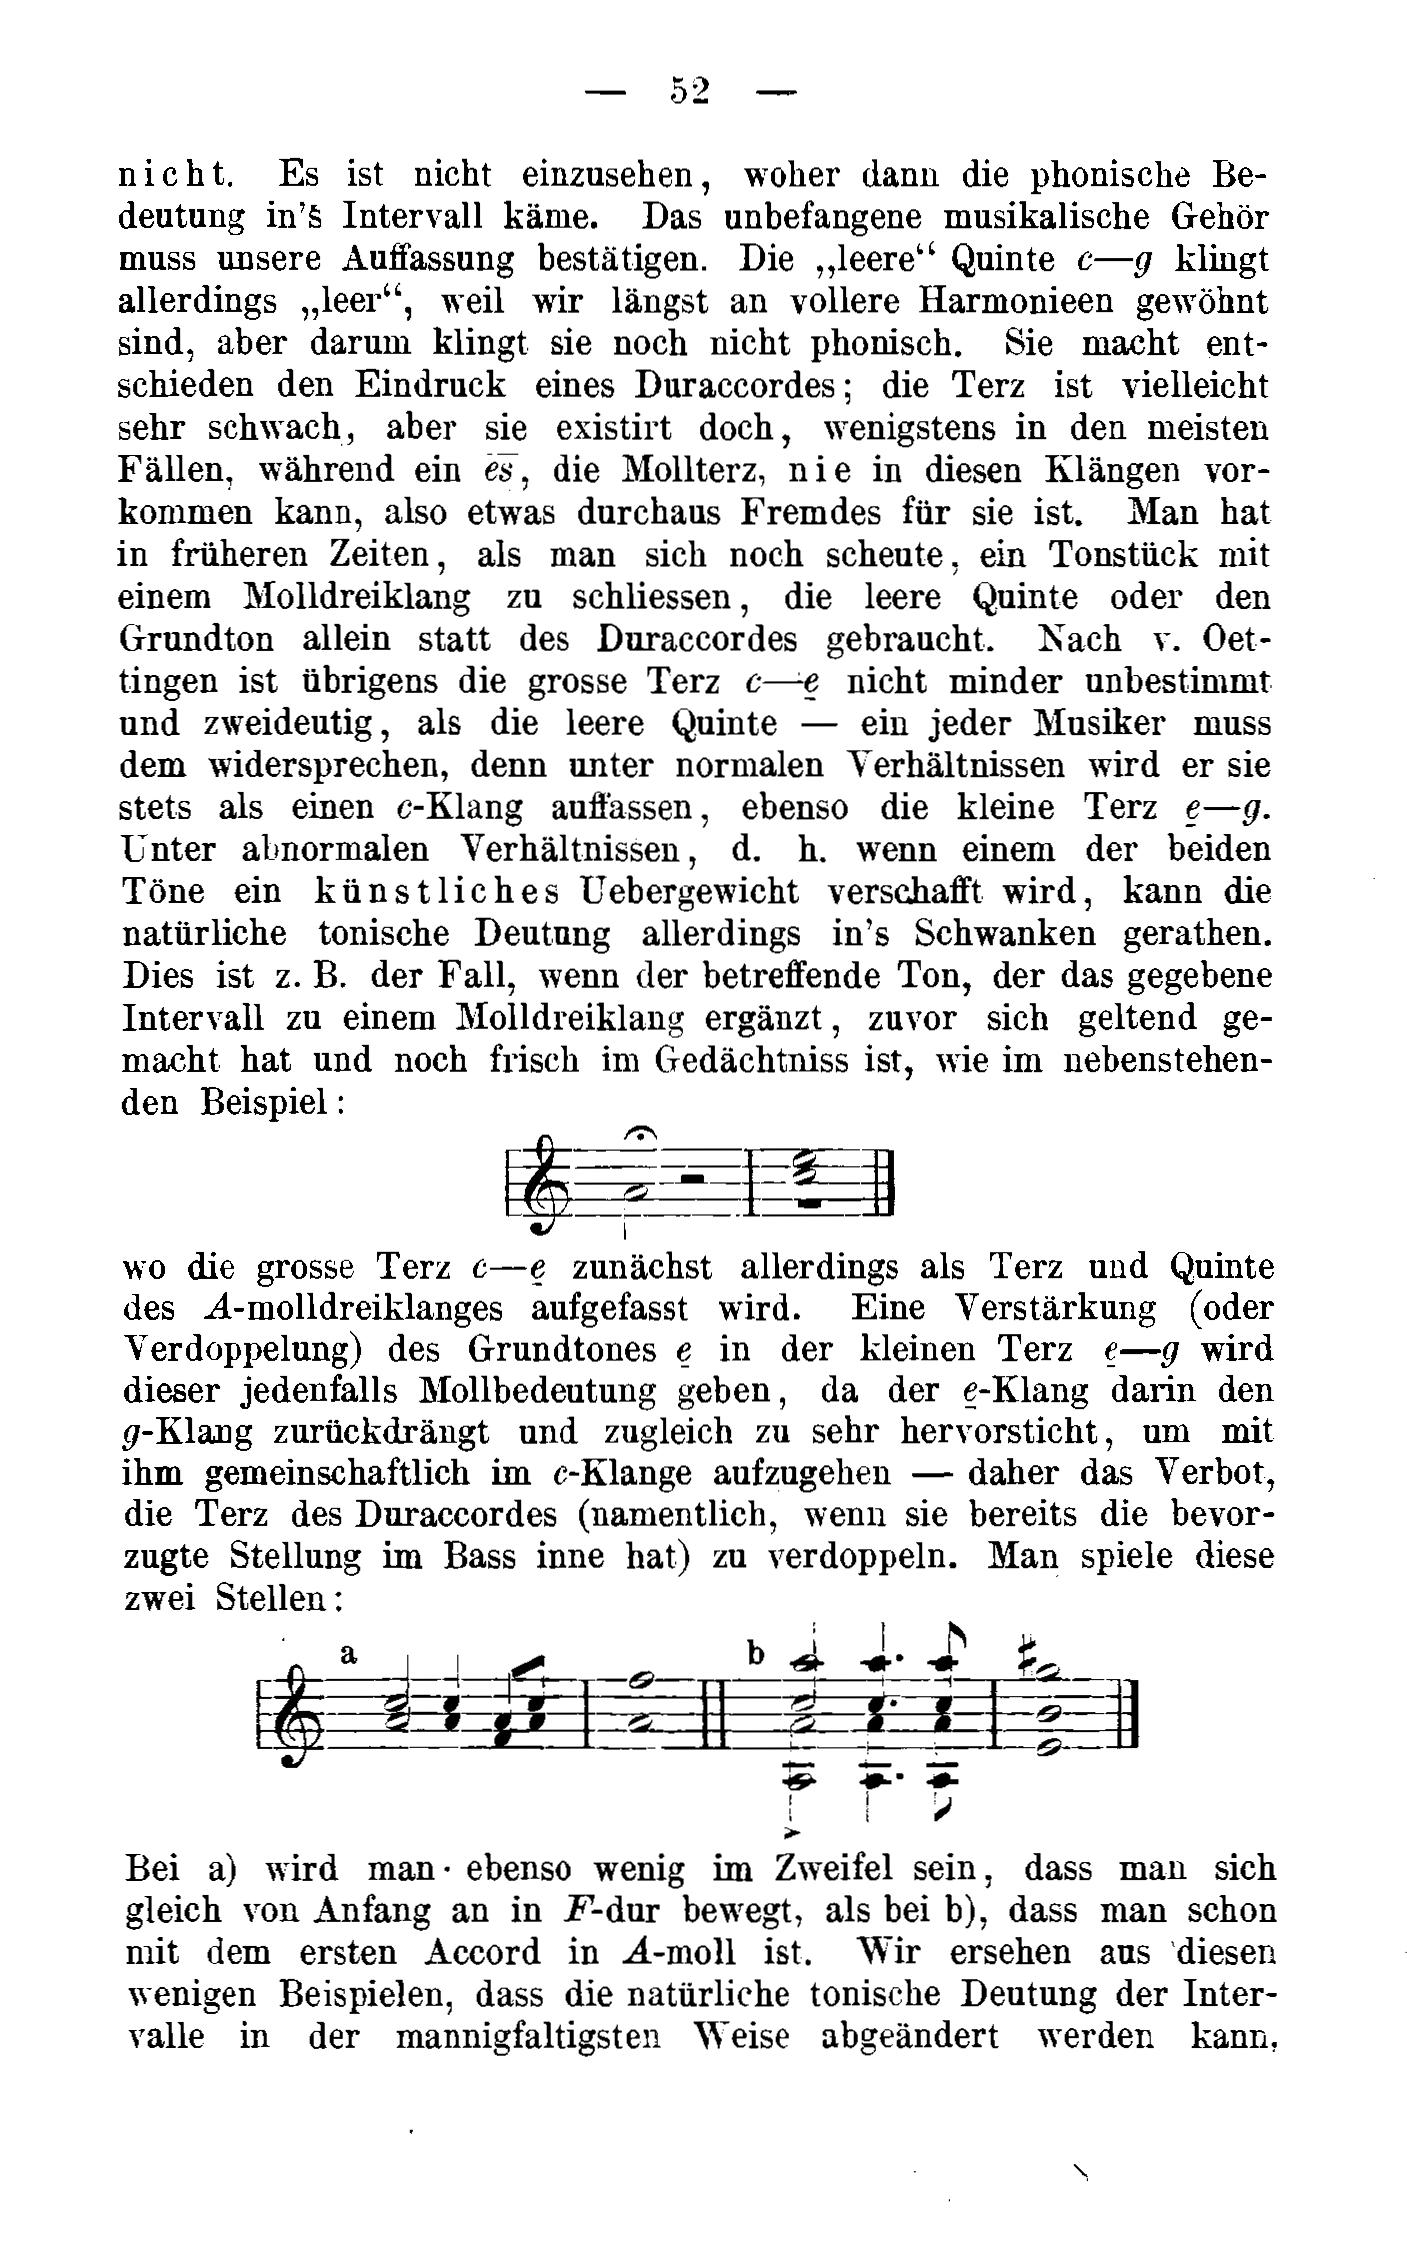 — 52 —
nicht. Es ist nicht einzusehen, woher dann die phonische Be-
deutung in's Intervall käme. Das unbefangene musikalische Gehör
muss unsere Auffassung bestätigen. Die „leere“ Quinte c—g klingt
allerdings „leer“, weil wir längst an vollere Harmonieen gewöhnt
sind, aber darum klingt sie noch nicht phonisch. Sie macht ent-
schieden den Eindruck eines Duraccordes; die Terz ist vielleicht
sehr schwach, aber sie existirt doch, wenigstens in den meisten
Fällen, während ein e̅s̅, die Mollterz, nie in diesen Klängen vor-
kommen kann, also etwas durchaus Fremdes für sie ist. Man hat
in früheren Zeiten, als man sich noch scheute, ein Tonstück mit
einem Molldreiklang zu schliessen, die leere Quinte oder den
Grundton allein statt des Duraccordes gebraucht. Nach v. Oet-
tingen ist übrigens die grosse Terz c—e̲ nicht minder unbestimmt
und zweideutig, als die leere Quinte — ein jeder Musiker muss
dem widersprechen, denn unter normalen Verhältnissen wird er sie
stets als einen c-Klang auffassen, ebenso die kleine Terz e̲—g.
Unter abnormalen Verhältnissen, d. h. wenn einem der beiden
Töne ein künstliches Uebergewicht verschafft wird, kann die
natürliche tonische Deutung allerdings in's Schwanken gerathen.
Dies ist z. B. der Fall, wenn der betreffende Ton, der das gegebene
Intervall zu einem Molldreiklang ergänzt, zuvor sich geltend ge-
macht hat und noch frisch im Gedächtniss ist, wie im nebenstehen-
den Beispiel:
wo die grosse Terz c—e̲ zunächst allerdings als Terz und Quinte
des A-molldreiklanges aufgefasst wird. Eine Verstärkung (oder
Verdoppelung) des Grundtones e̲ in der kleinen Terz e̲—g wird
dieser jedenfalls Mollbedeutung geben, da der e̲-Klang darin den
g-Klang zurückdrängt und zugleich zu sehr hervorsticht, um mit
ihm gemeinschaftlich im c-Klange aufzugehen — daher das Verbot,
die Terz des Duraccordes (namentlich, wenn sie bereits die bevor-
zugte Stellung im Bass inne hat) zu verdoppeln. Man spiele diese
zwei Stellen:
a b
Bei a) wird man ebenso wenig im Zweifel sein, dass man sich
gleich von Anfang an in F-dur bewegt, als bei b), dass man schon
mit dem ersten Accord in A-moll ist. Wir ersehen aus diesen
wenigen Beispielen, dass die natürliche tonische Deutung der Inter-
valle in der mannigfaltigsten Weise abgeändert werden kann,